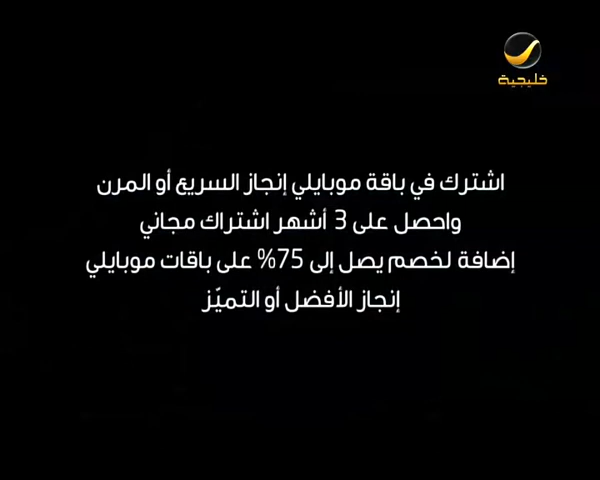 خليجية
اشترك في باقة موبايلي إنجاز السريع أو المرن
واحصل على 3 أشهر اشتراك مجاني
إضافة لخصم يصل إلى 75% على باقات موبايلي
إنجاز الأفضل أو التميّز